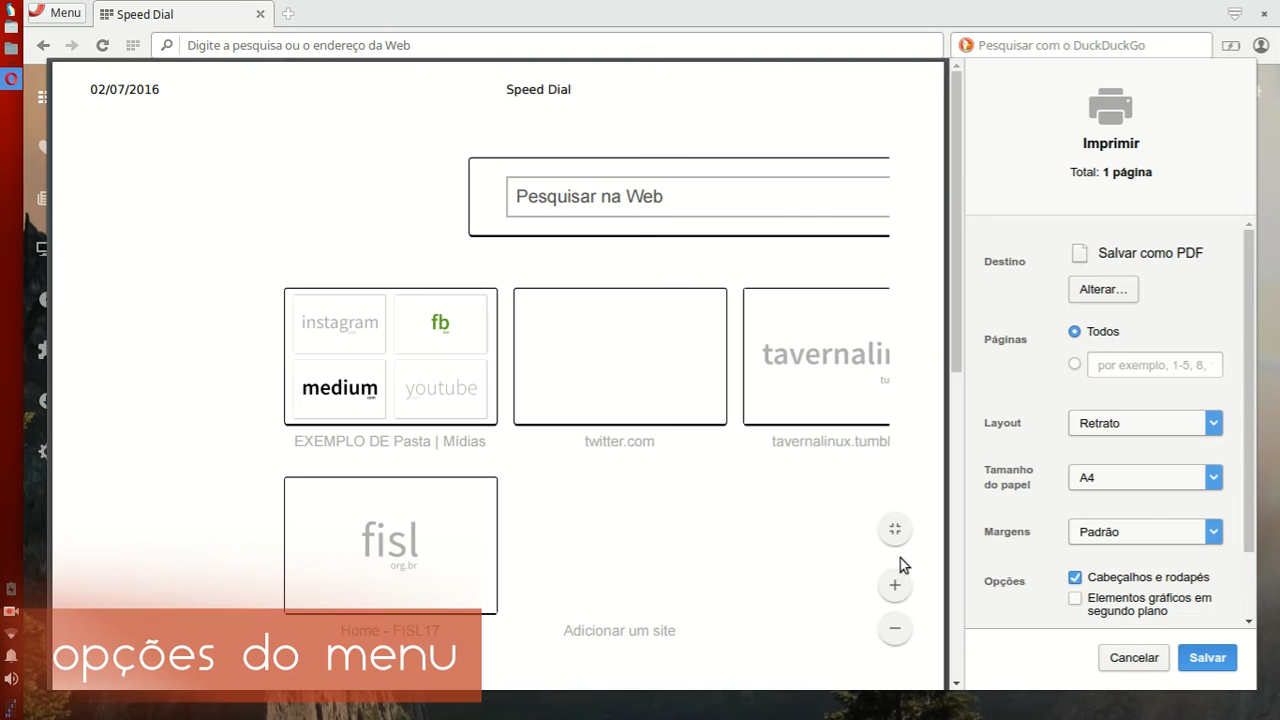 Menu
Speed Dial
Digite a pesquisa ou o endereço da Web
Pesquisar com o DuckDuckGo
02/07/2016
Speed Dial
Pesquisar na Web
instagram
fb
medium
.com
youtube
EXEMPLO DE Pasta | Mídias
twitter.com
tavernalin
tu
tavernalinux.tumbl
fisl
org.br
Home - FISL17
Adicionar um site
Imprimir
Total: 1 página
Destino
Salvar como PDF
Alterar...
Páginas
Todos
por exemplo, 1-5, 8,
Layout
Retrato
Tamanho
do papel
A4
Margens
Padrão
Opções
Cabeçalhos e rodapés
Elementos gráficos em
segundo plano
Cancelar
Salvar
opções do menu